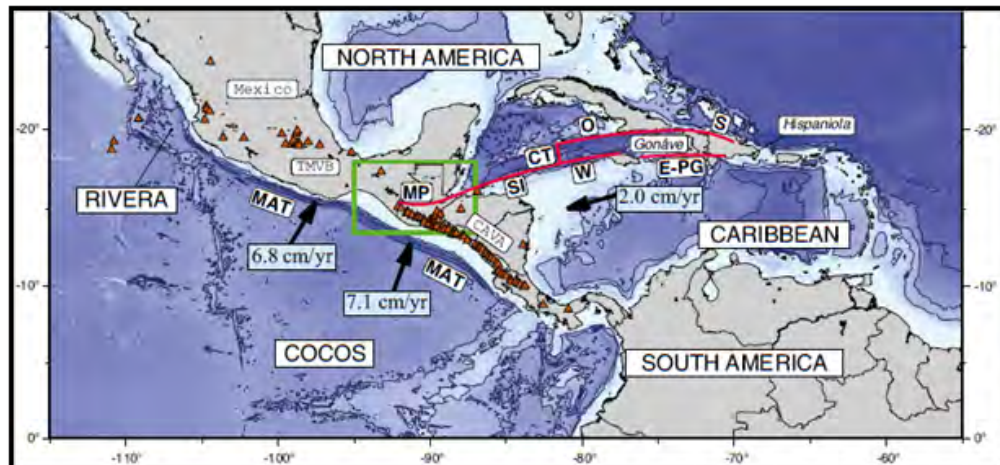 NORTH AMERICA
Mexico
O
S
Hispaniola
-20°
-20°
Gonâve
CT
TMVB
W
E-PG
SI
MP
RIVERA
MAT
2.0 cm/yr
CAVA
CARIBBEAN
6.8 cm/yr
MAT
-10°
-10°
7.1 cm/yr
COCOS
SOUTH AMERICA
0°
0°
-110°
-100°
-90°
-80°
-70°
-60°